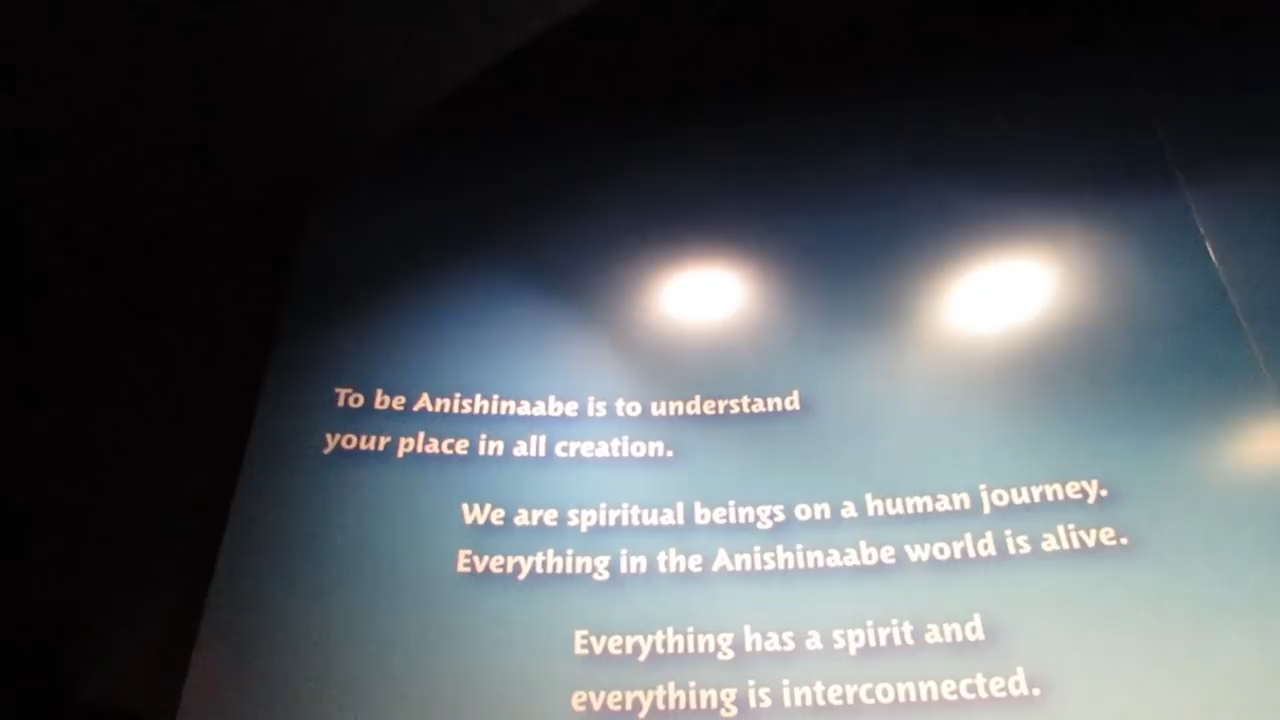 To be Anishinaabe is to understand
your place in all creation.
We are spiritual beings on a human journey.
Everything in the Anishinaabe world is alive.
Everything has a spirit and
everything is interconnected.